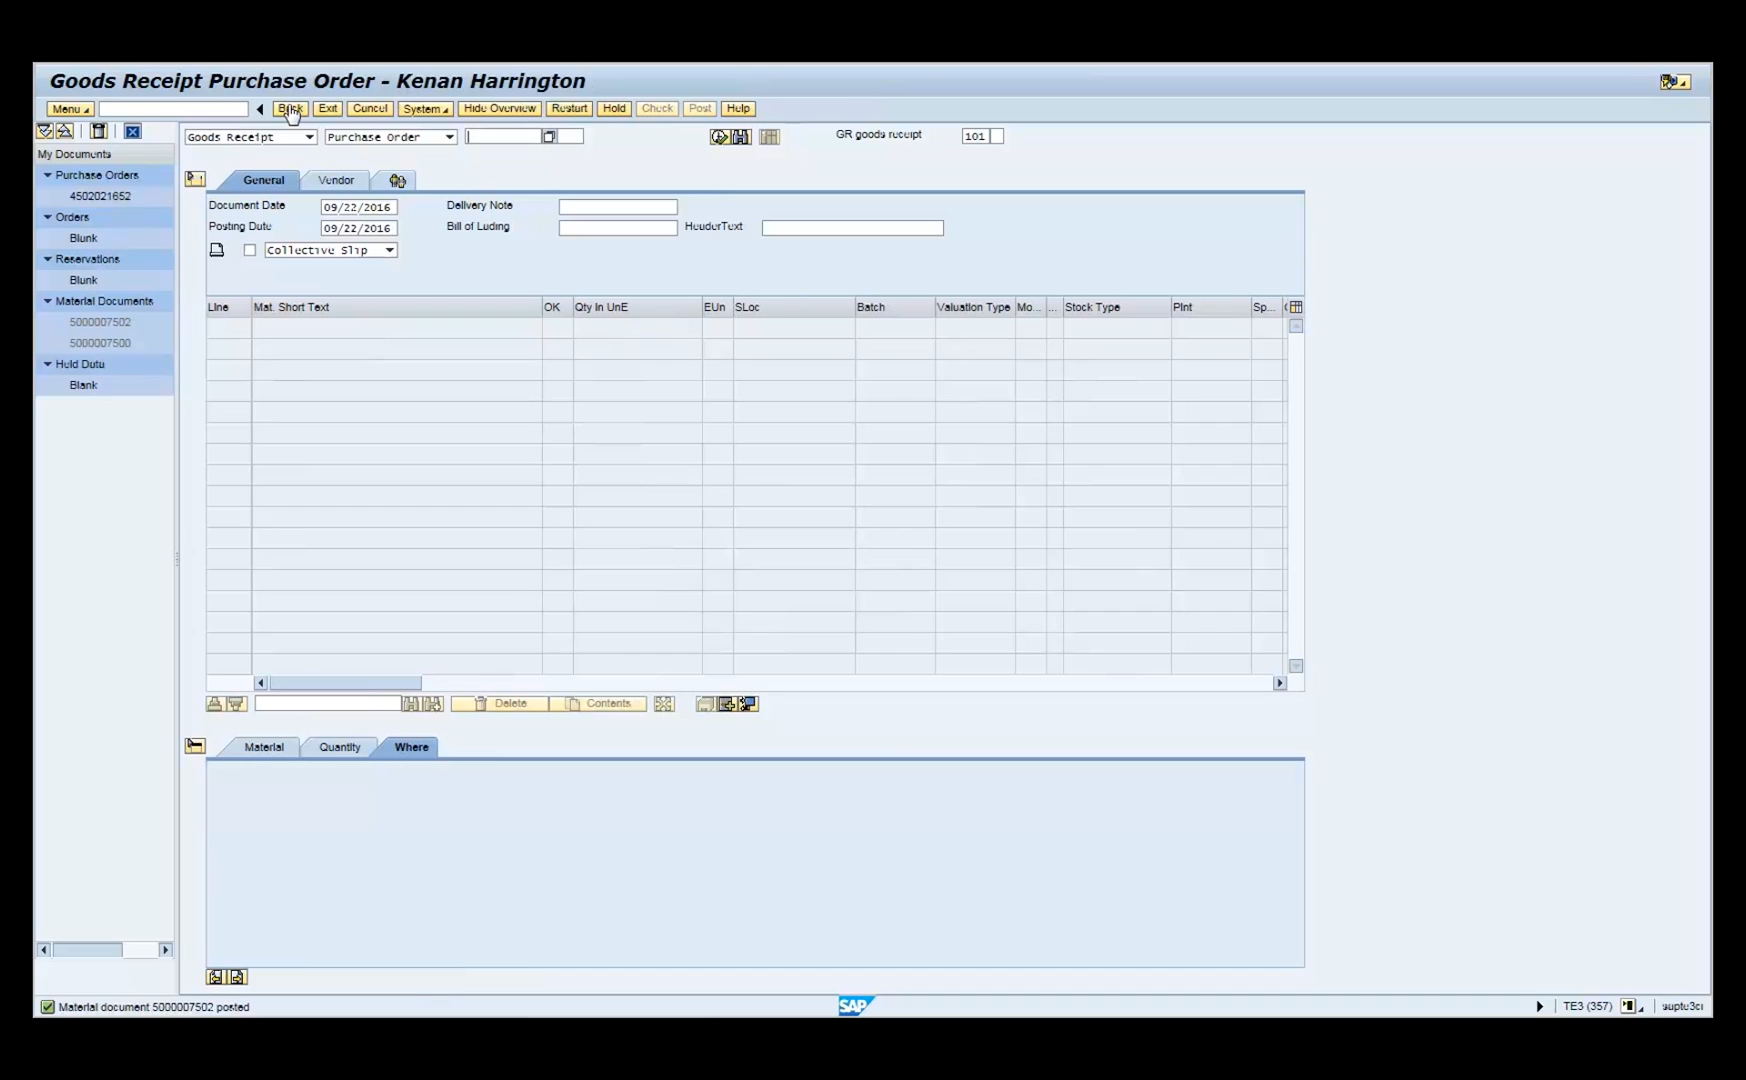 Goods Receipt Purchase Order - Kenan Harrington
Menu Back Exit Cancel System Hide Overview Restart Hold Check Post Help
Goods Receipt Purchase Order GR goods receipt 101
My Documents
Purchase Orders
4502021652
Orders
Blank
Reservations
Blank
Material Documents
5000007502
5000007500
Held Data
Blank
General Vendor
Document Date 09/22/2016 Delivery Note
Posting Date 09/22/2016 Bill of Lading HeaderText
Collective Slip
Line Mat. Short Text OK Qty in UnE EUn SLoc Batch Valuation Type Mo... ... Stock Type Plnt Sp...
Delete Contents
Material Quantity Where
Material document 5000007502 posted
SAP
TE3 (357)